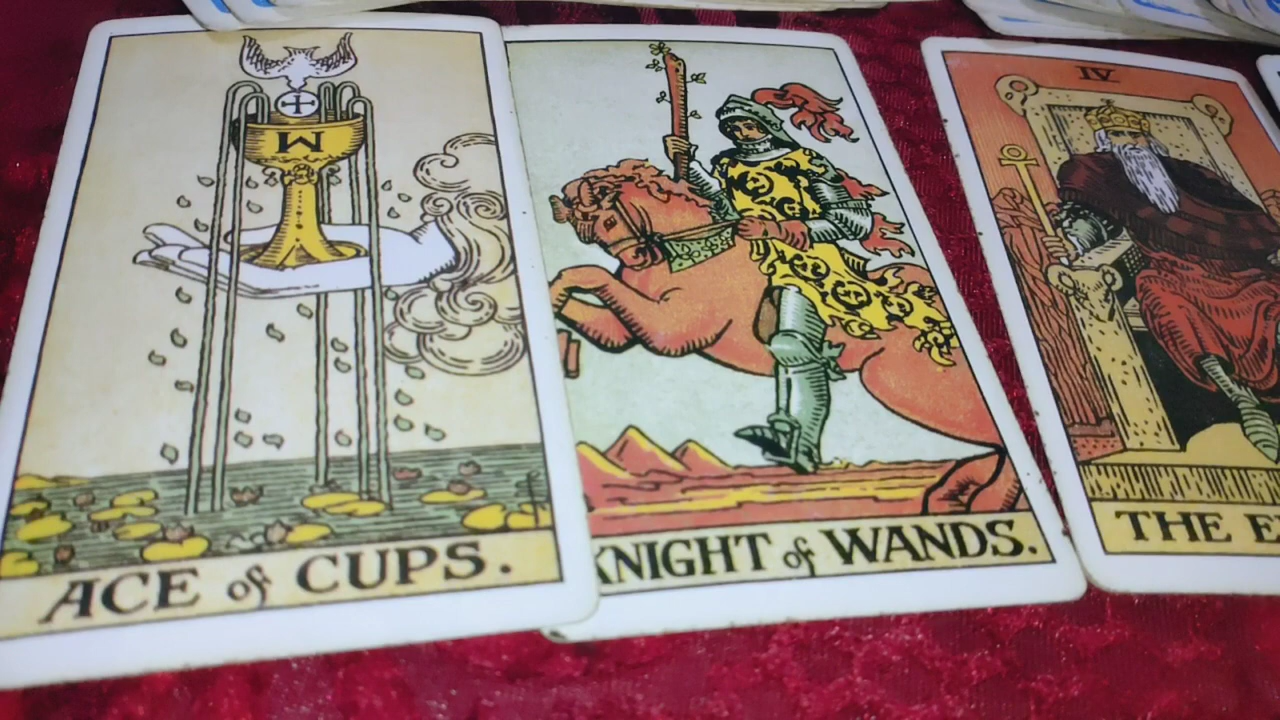 W
ACE of CUPS.
KNIGHT of WANDS.
IV
THE E